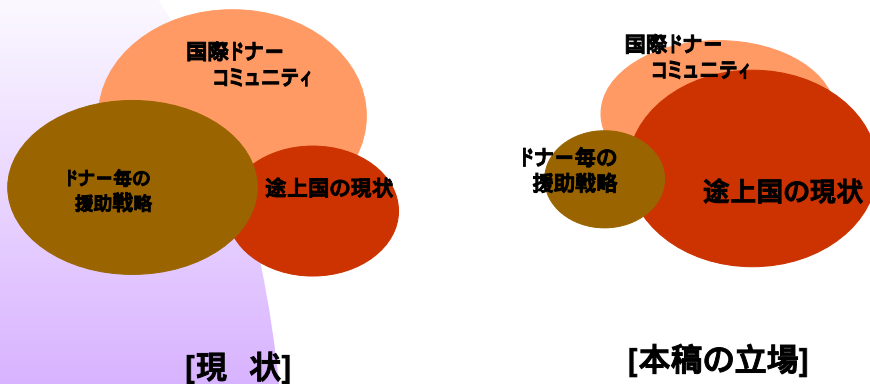 国際ドナー
コミュニティ
ドナー毎の
援助戦略
途上国の現状
[現 状]
国際ドナー
コミュニティ
ドナー毎の
援助戦略
途上国の現状
[本稿の立場]